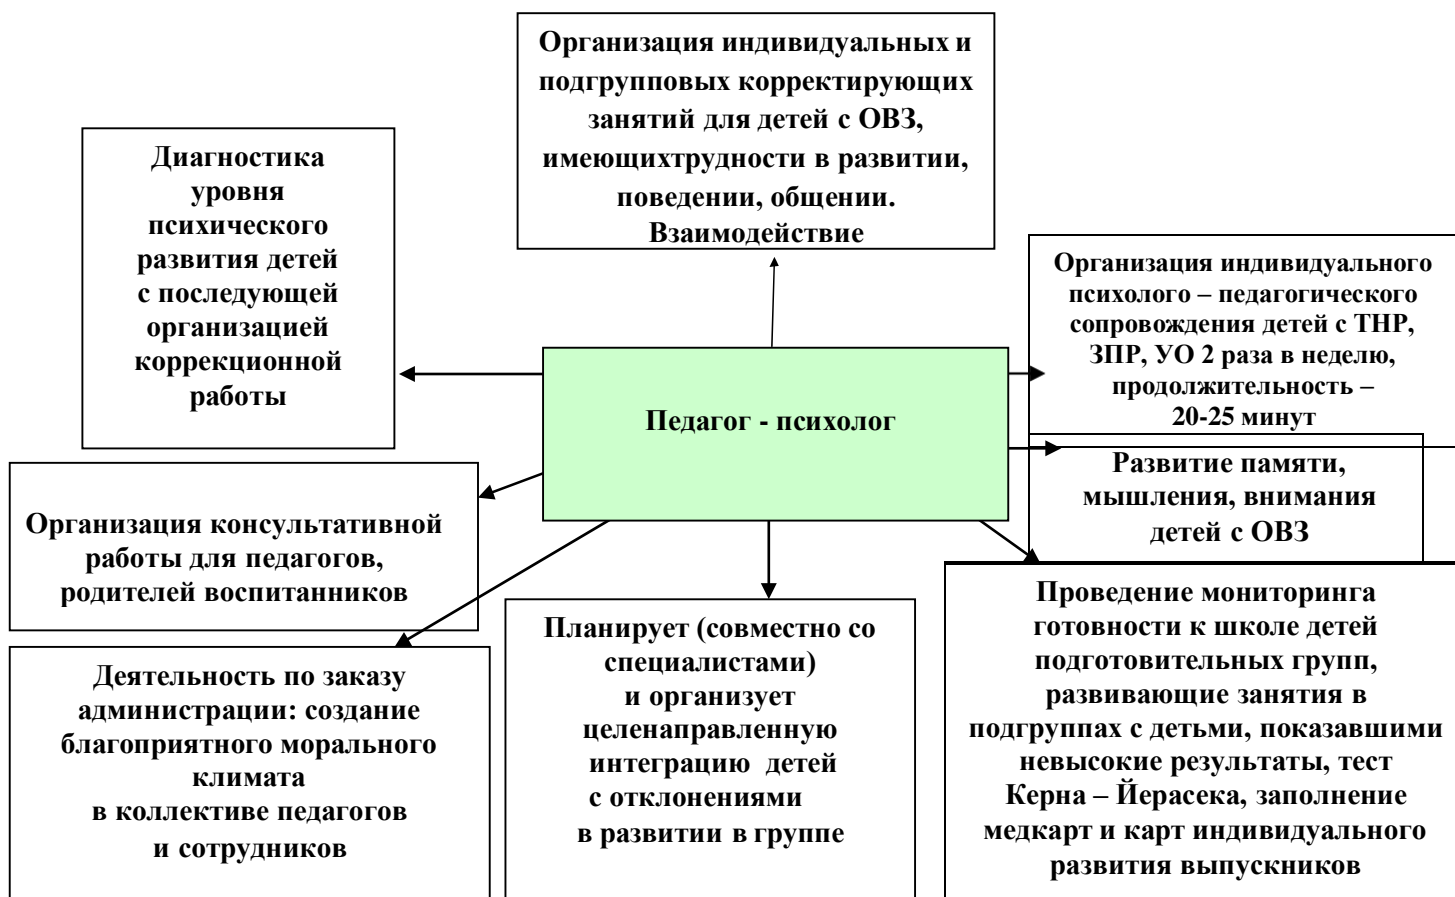 Организация индивидуальных и
подгрупповых корректирующих
занятий для детей с ОВЗ,
имеющихтрудности в развитии,
поведении, общении.
Взаимодействие
Диагностика
уровня
психического
развития детей
с последующей
организацией
коррекционной
работы
Организация индивидуального
психолого – педагогического
сопровождения детей с ТНР,
ЗПР, УО 2 раза в неделю,
продолжительность –
20-25 минут
Педагог - психолог
Развитие памяти,
мышления, внимания
детей с ОВЗ
Организация консультативной
работы для педагогов,
родителей воспитанников
Деятельность по заказу
администрации: создание
благоприятного морального
климата
в коллективе педагогов
и сотрудников
Планирует (совместно со
специалистами)
и организует
целенаправленную
интеграцию детей
с отклонениями
в развитии в группе
Проведение мониторинга
готовности к школе детей
подготовительных групп,
развивающие занятия в
подгруппах с детьми, показавшими
невысокие результаты, тест
Керна – Йерасека, заполнение
медкарт и карт индивидуального
развития выпускников